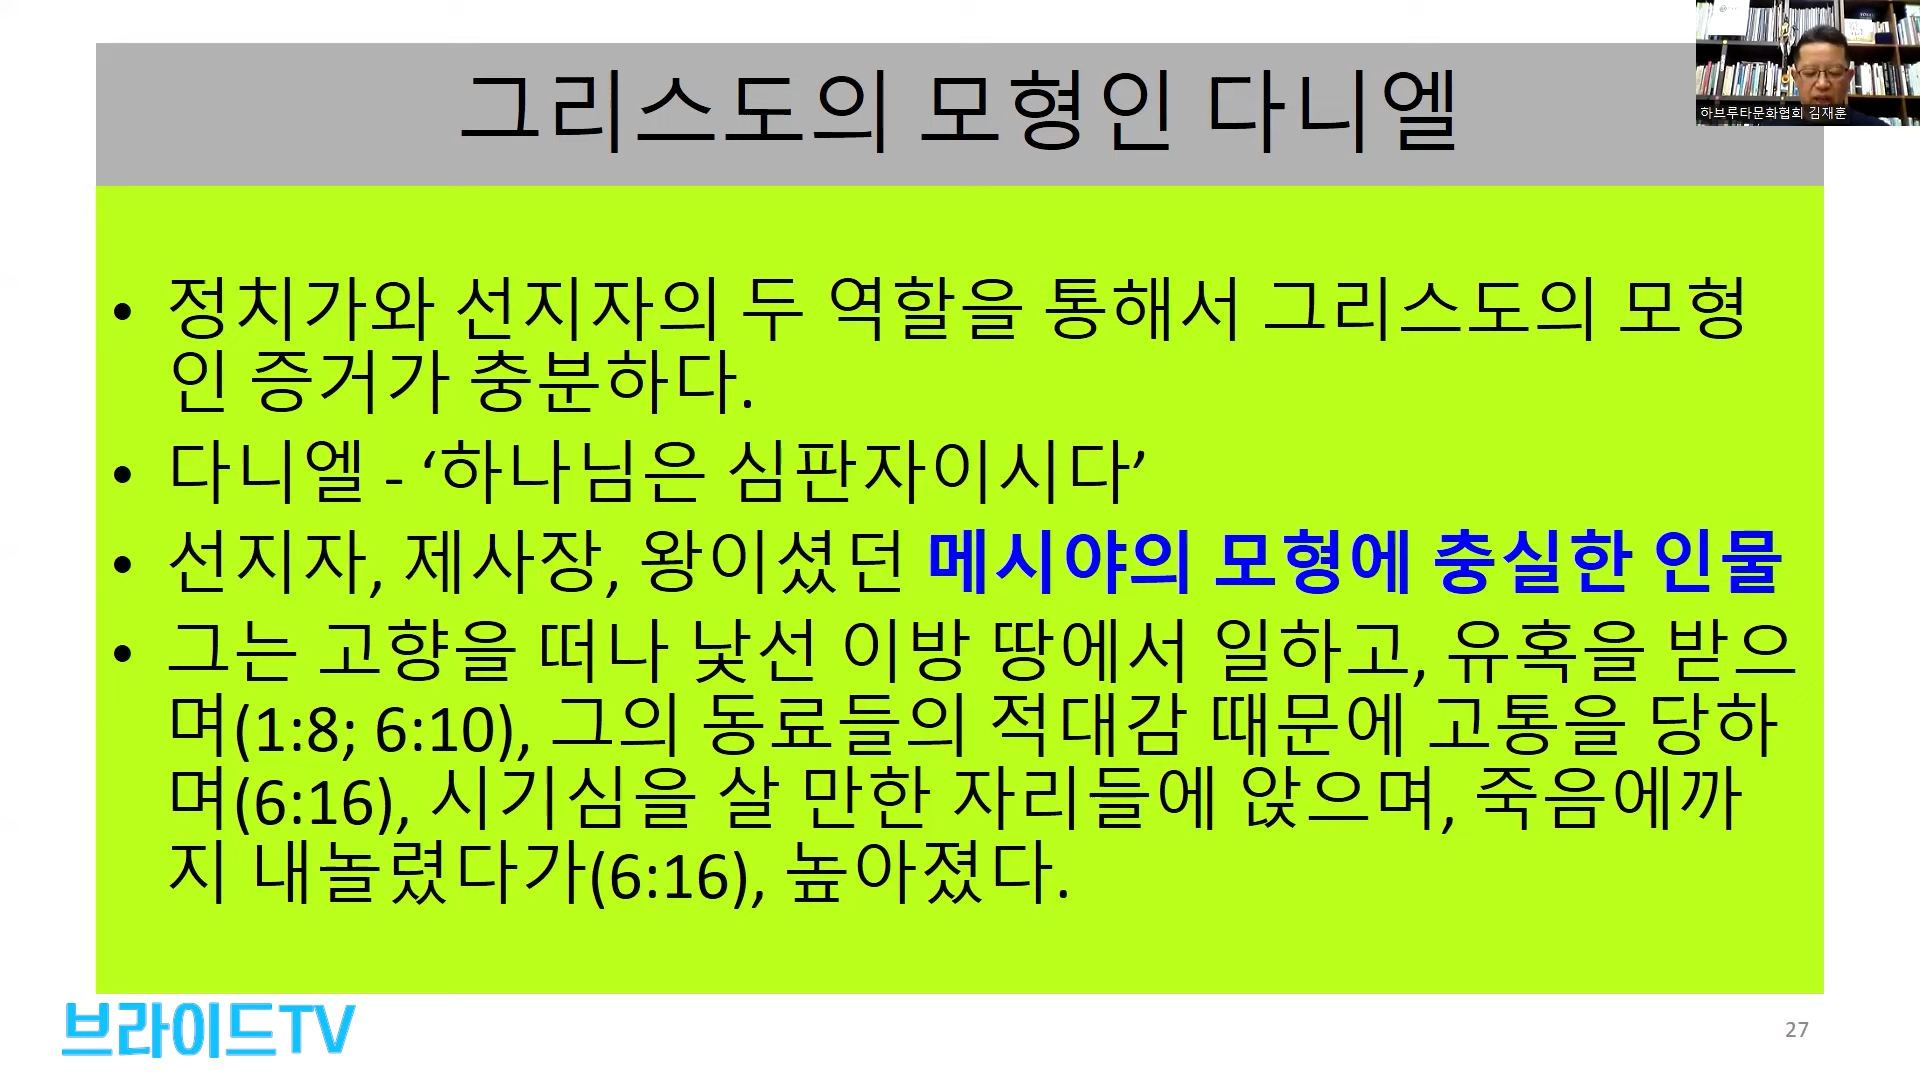 그리스도의 모형인 다니엘
하브루타문화협회 김재훈
• 정치가와 선지자의 두 역할을 통해서 그리스도의 모형
인 증거가 충분하다.
• 다니엘 - ‘하나님은 심판자이시다’
• 선지자, 제사장, 왕이셨던 메시야의 모형에 충실한 인물
• 그는 고향을 떠나 낯선 이방 땅에서 일하고, 유혹을 받으
며(1:8; 6:10), 그의 동료들의 적대감 때문에 고통을 당하
며(6:16), 시기심을 살 만한 자리들에 앉으며, 죽음에까
지 내놀렸다가(6:16), 높아졌다.
브라이드TV
27